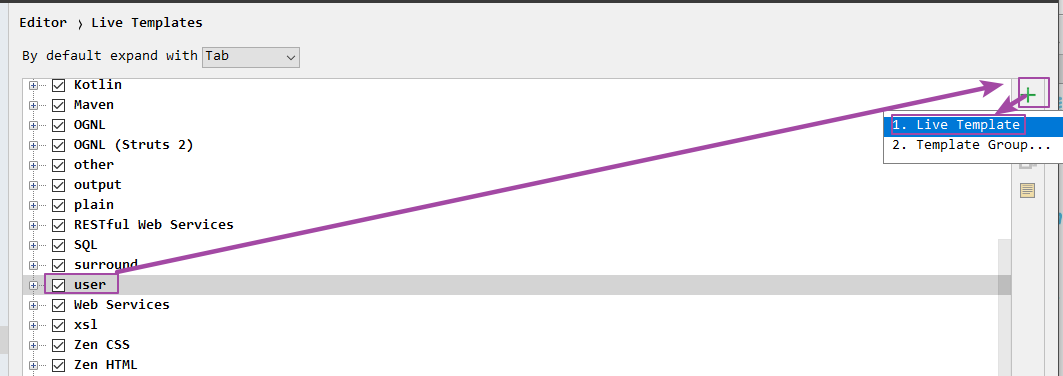 Editor › Live Templates
By default expand with Tab
Kotlin
Maven
OGNL
1. Live Template
OGNL (Struts 2)
2. Template Group...
other
output
plain
RESTful Web Services
SQL
surround
user
Web Services
xsl
Zen CSS
Zen HTML